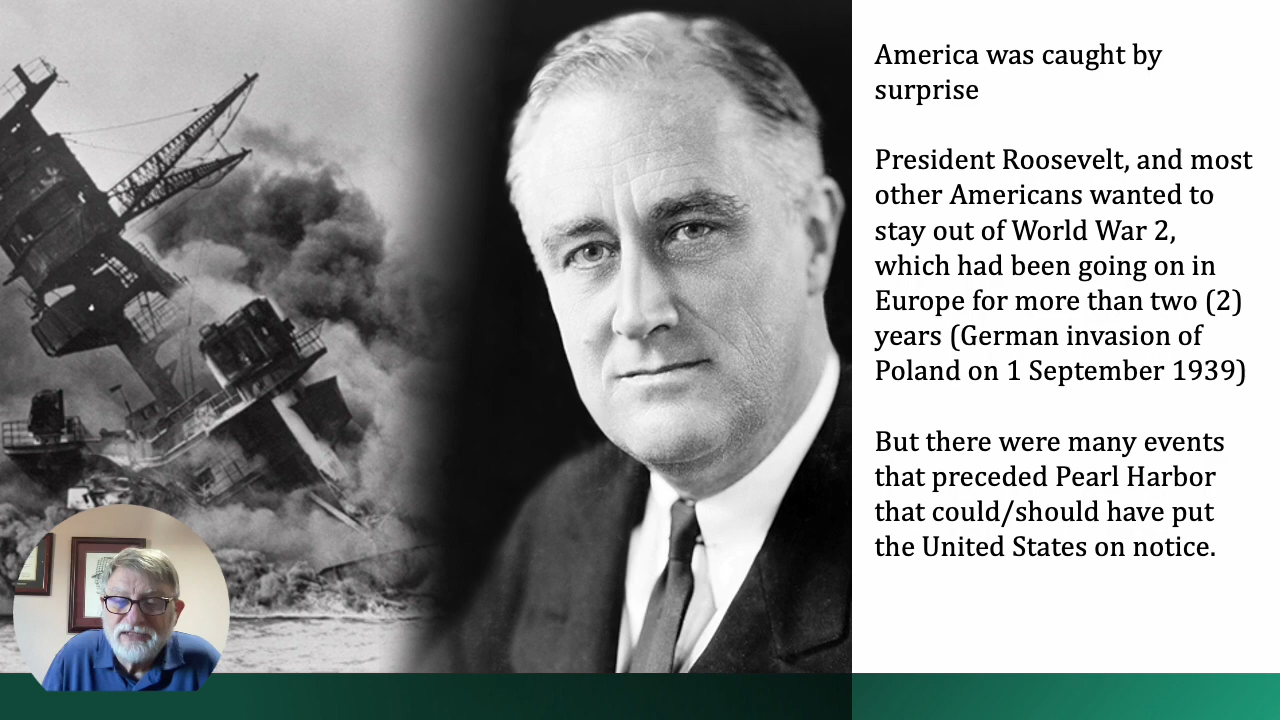 America was caught by
surprise
President Roosevelt, and most
other Americans wanted to
stay out of World War 2,
which had been going on in
Europe for more than two (2)
years (German invasion of
Poland on 1 September 1939)
But there were many events
that preceded Pearl Harbor
that could/should have put
the United States on notice.